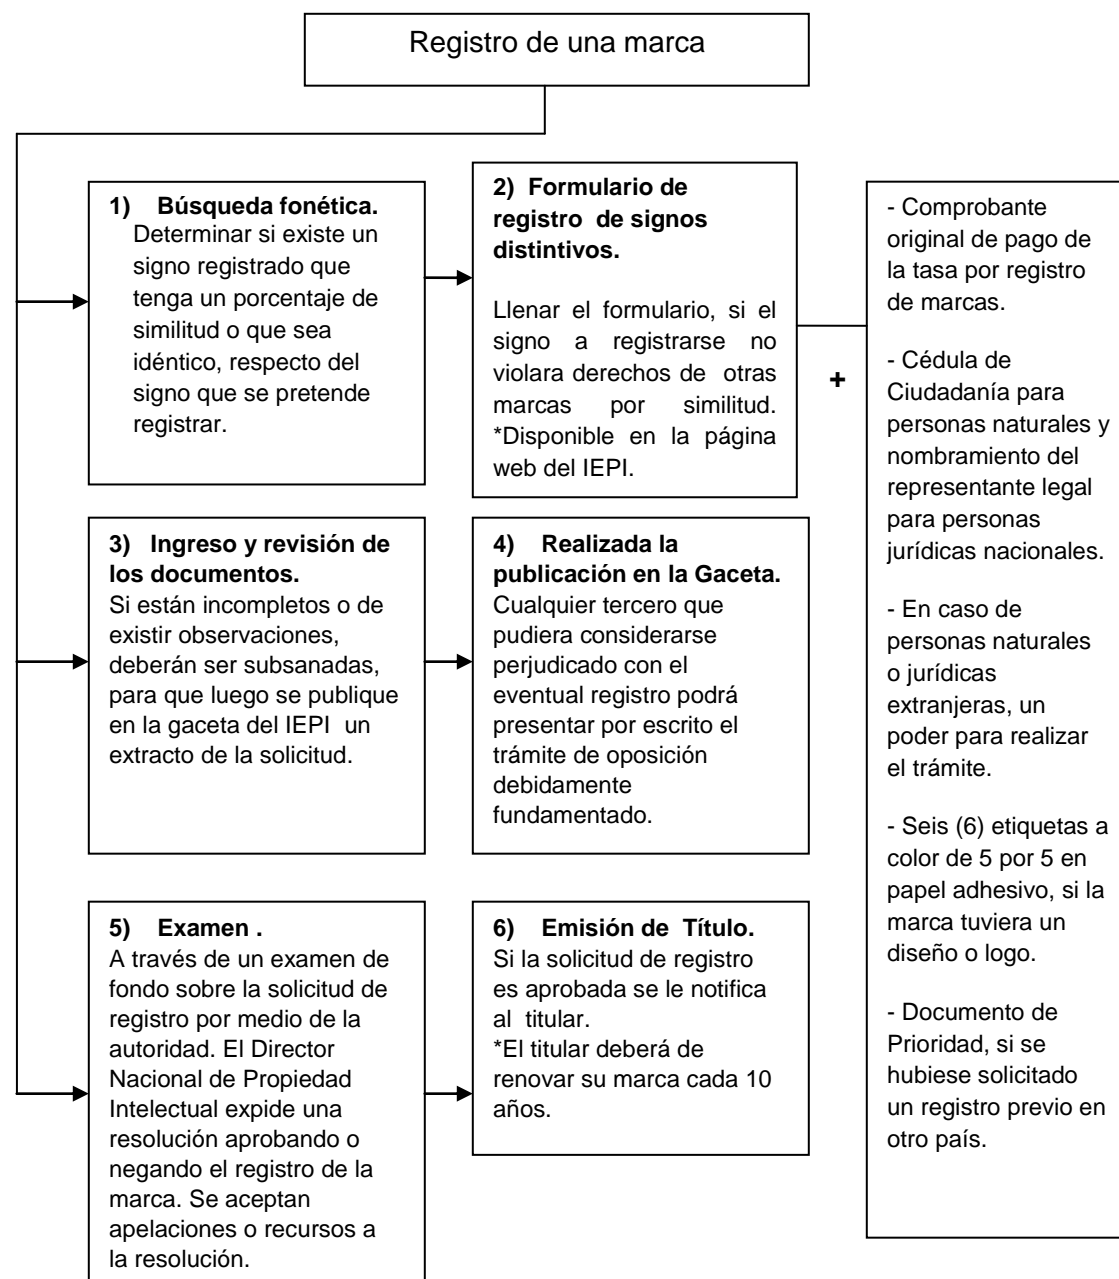 Registro de una marca
1) Búsqueda fonética.
Determinar si existe un
signo registrado que
tenga un porcentaje de
similitud o que sea
idéntico, respecto del
signo que se pretende
registrar.
2) Formulario de
registro de signos
distintivos.
Llenar el formulario, si el
signo a registrarse no
violara derechos de otras
marcas por similitud.
*Disponible en la página
web del IEPI.
+
- Comprobante
original de pago de
la tasa por registro
de marcas.
- Cédula de
Ciudadanía para
personas naturales y
nombramiento del
representante legal
para personas
jurídicas nacionales.
- En caso de
personas naturales
o jurídicas
extranjeras, un
poder para realizar
el trámite.
- Seis (6) etiquetas a
color de 5 por 5 en
papel adhesivo, si la
marca tuviera un
diseño o logo.
- Documento de
Prioridad, si se
hubiese solicitado
un registro previo en
otro país.
3) Ingreso y revisión de
los documentos.
Si están incompletos o de
existir observaciones,
deberán ser subsanadas,
para que luego se publique
en la gaceta del IEPI un
extracto de la solicitud.
4) Realizada la
publicación en la Gaceta.
Cualquier tercero que
pudiera considerarse
perjudicado con el
eventual registro podrá
presentar por escrito el
trámite de oposición
debidamente
fundamentado.
5) Examen .
A través de un examen de
fondo sobre la solicitud de
registro por medio de la
autoridad. El Director
Nacional de Propiedad
Intelectual expide una
resolución aprobando o
negando el registro de la
marca. Se aceptan
apelaciones o recursos a
la resolución.
6) Emisión de Título.
Si la solicitud de registro
es aprobada se le notifica
al titular.
*El titular deberá de
renovar su marca cada 10
años.